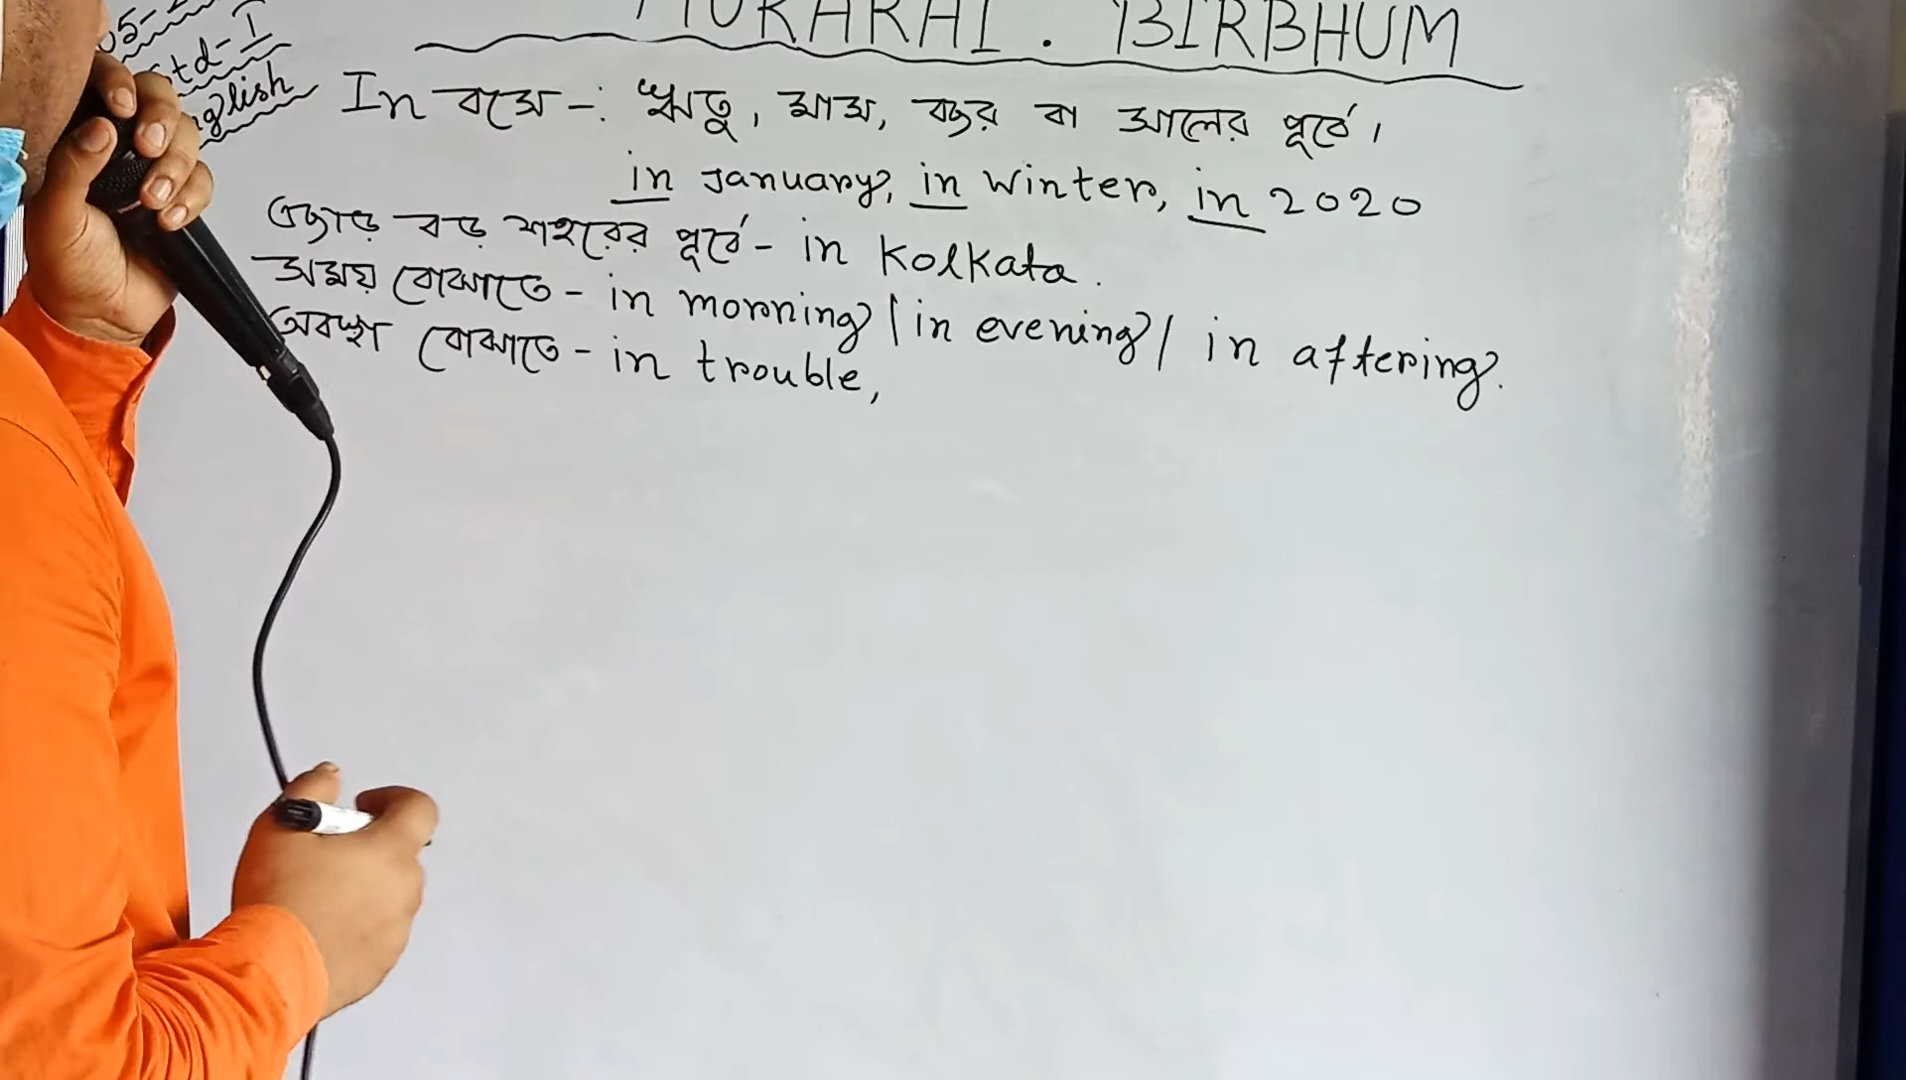 05-
Std-I
English
MURARAI . BIRBHUM
In বসে -: ঋতু, মাস, বছর বা সালের পূর্বে।
in January, in winter, in 2020
বড় শহরের পূর্বে - in Kolkata.
সময় বোঝাতে - in morning / in evening / in aftering.
অবস্থা বোঝাতে - in trouble,